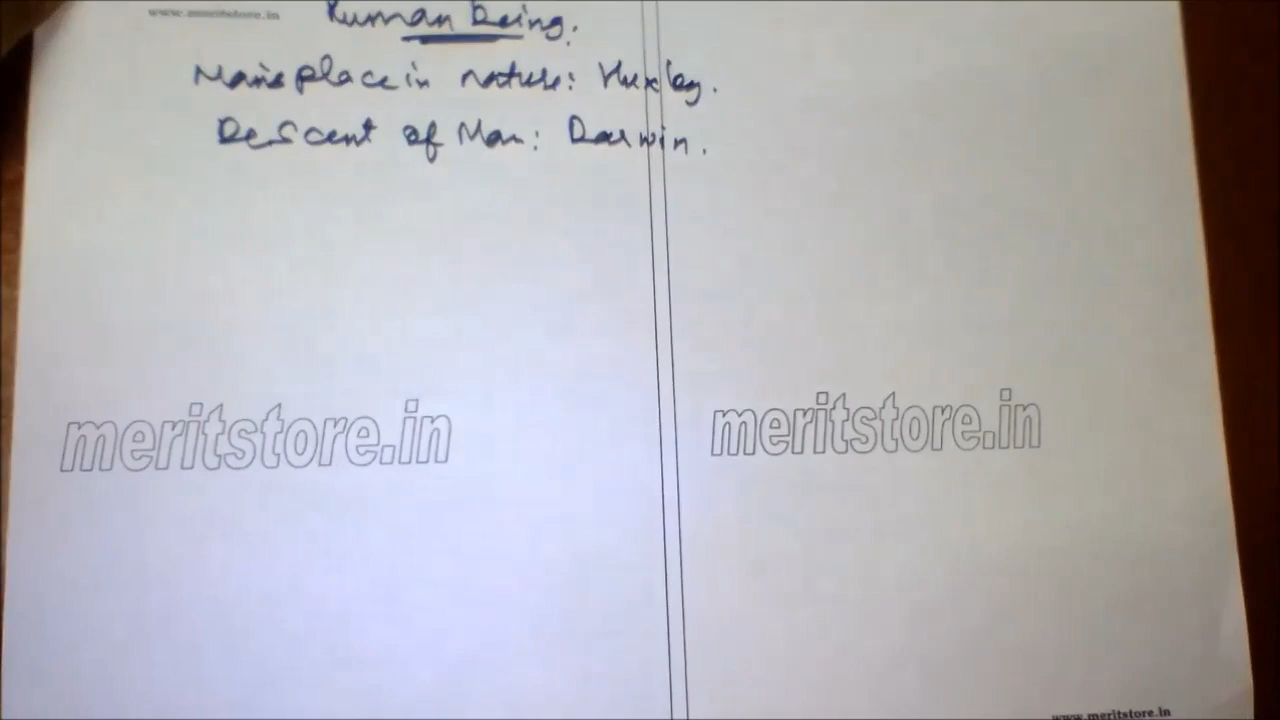 www.meritstore.in
Human Being.
Man's place in nature: Huxley.
Descent of Man: Darwin.
meritstore.in
meritstore.in
www.meritstore.in